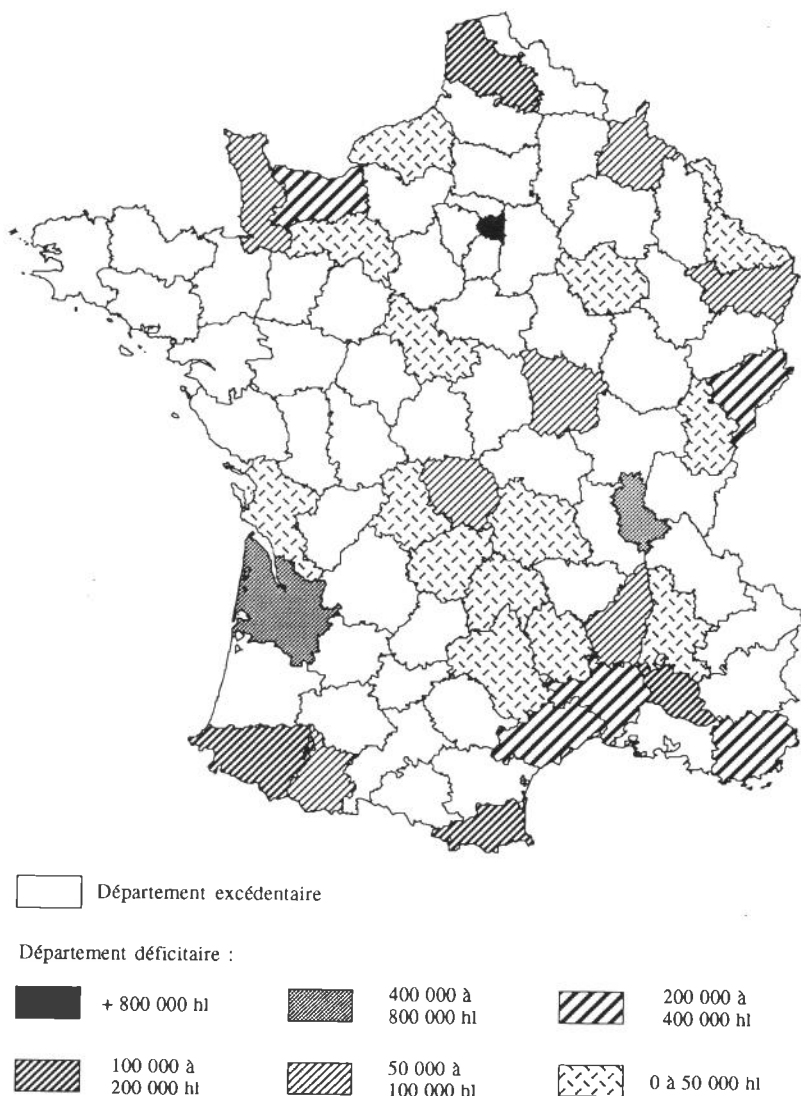 Département excédentaire
Département déficitaire :
+ 800 000 hl
400 000 à
800 000 hl
200 000 à
400 000 hl
100 000 à
200 000 hl
50 000 à
100 000 hl
0 à 50 000 hl